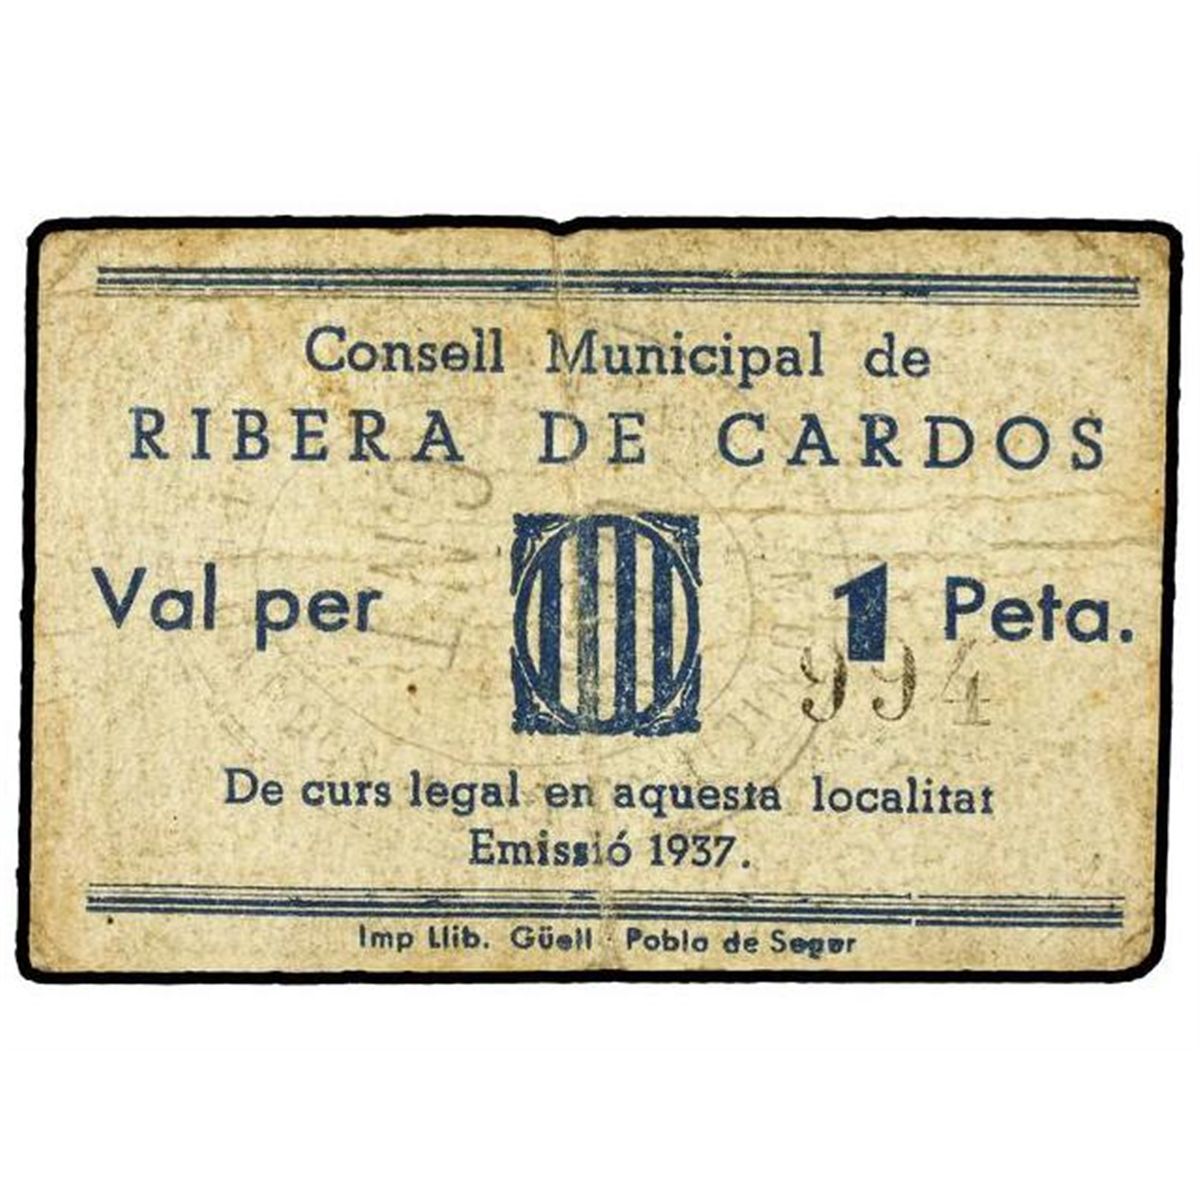 Consell Municipal de
RIBERA DE CARDOS
Val per 1 Peta.
994
De curs legal en aquesta localitat
Emissió 1937.
Imp Llib. Güell · Pobla de Segur